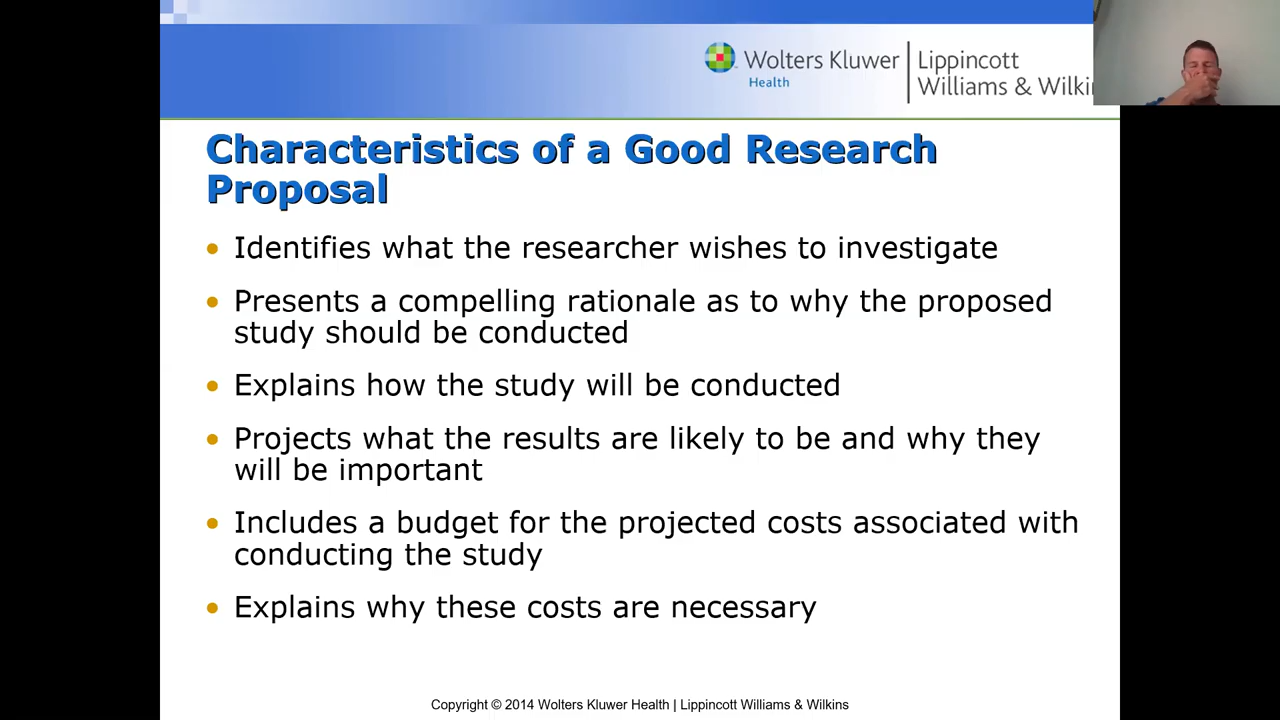 Wolters Kluwer
Health
Lippincott
Williams & Wilki
Characteristics of a Good Research
Proposal
• Identifies what the researcher wishes to investigate
• Presents a compelling rationale as to why the proposed
study should be conducted
• Explains how the study will be conducted
• Projects what the results are likely to be and why they
will be important
• Includes a budget for the projected costs associated with
conducting the study
• Explains why these costs are necessary
Copyright © 2014 Wolters Kluwer Health | Lippincott Williams & Wilkins